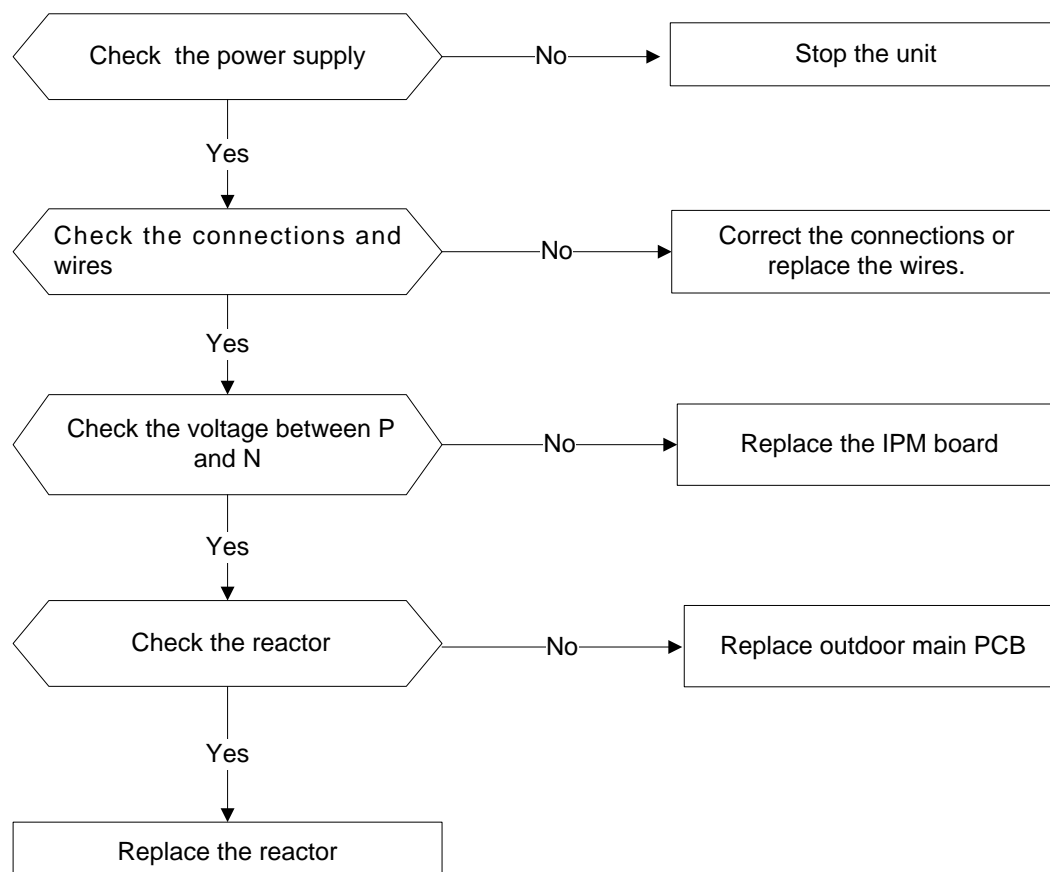 Check the power supply
No
Stop the unit
Yes
Check the connections and
wires
No
Correct the connections or
replace the wires.
Yes
Check the voltage between P
and N
No
Replace the IPM board
Yes
Check the reactor
No
Replace outdoor main PCB
Yes
Replace the reactor